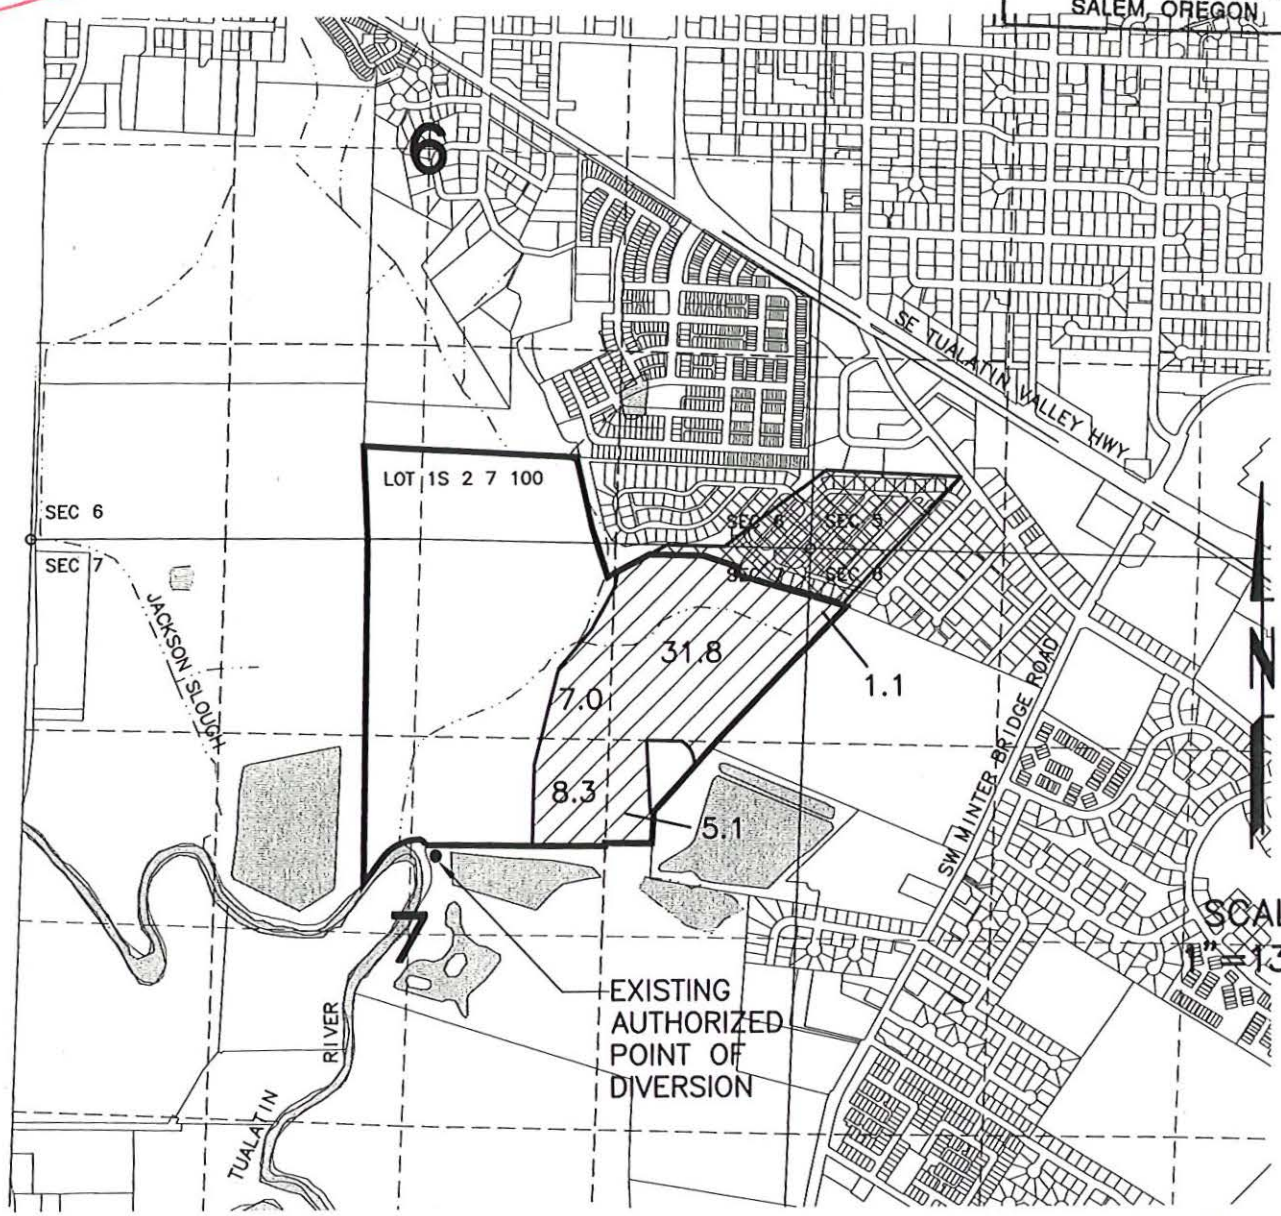 SALEM, OREGON
6
SE TUALATIN VALLEY HWY
LOT 1S 2 7 100
SEC 6
SEC 7
SEC 6
SEC 5
SEC 7
SEC 8
JACKSON SLOUGH
31.8
1.1
7.0
8.3
5.1
N
SW MINTER BRIDGE ROAD
7
EXISTING
AUTHORIZED
POINT OF
DIVERSION
TUALATIN RIVER